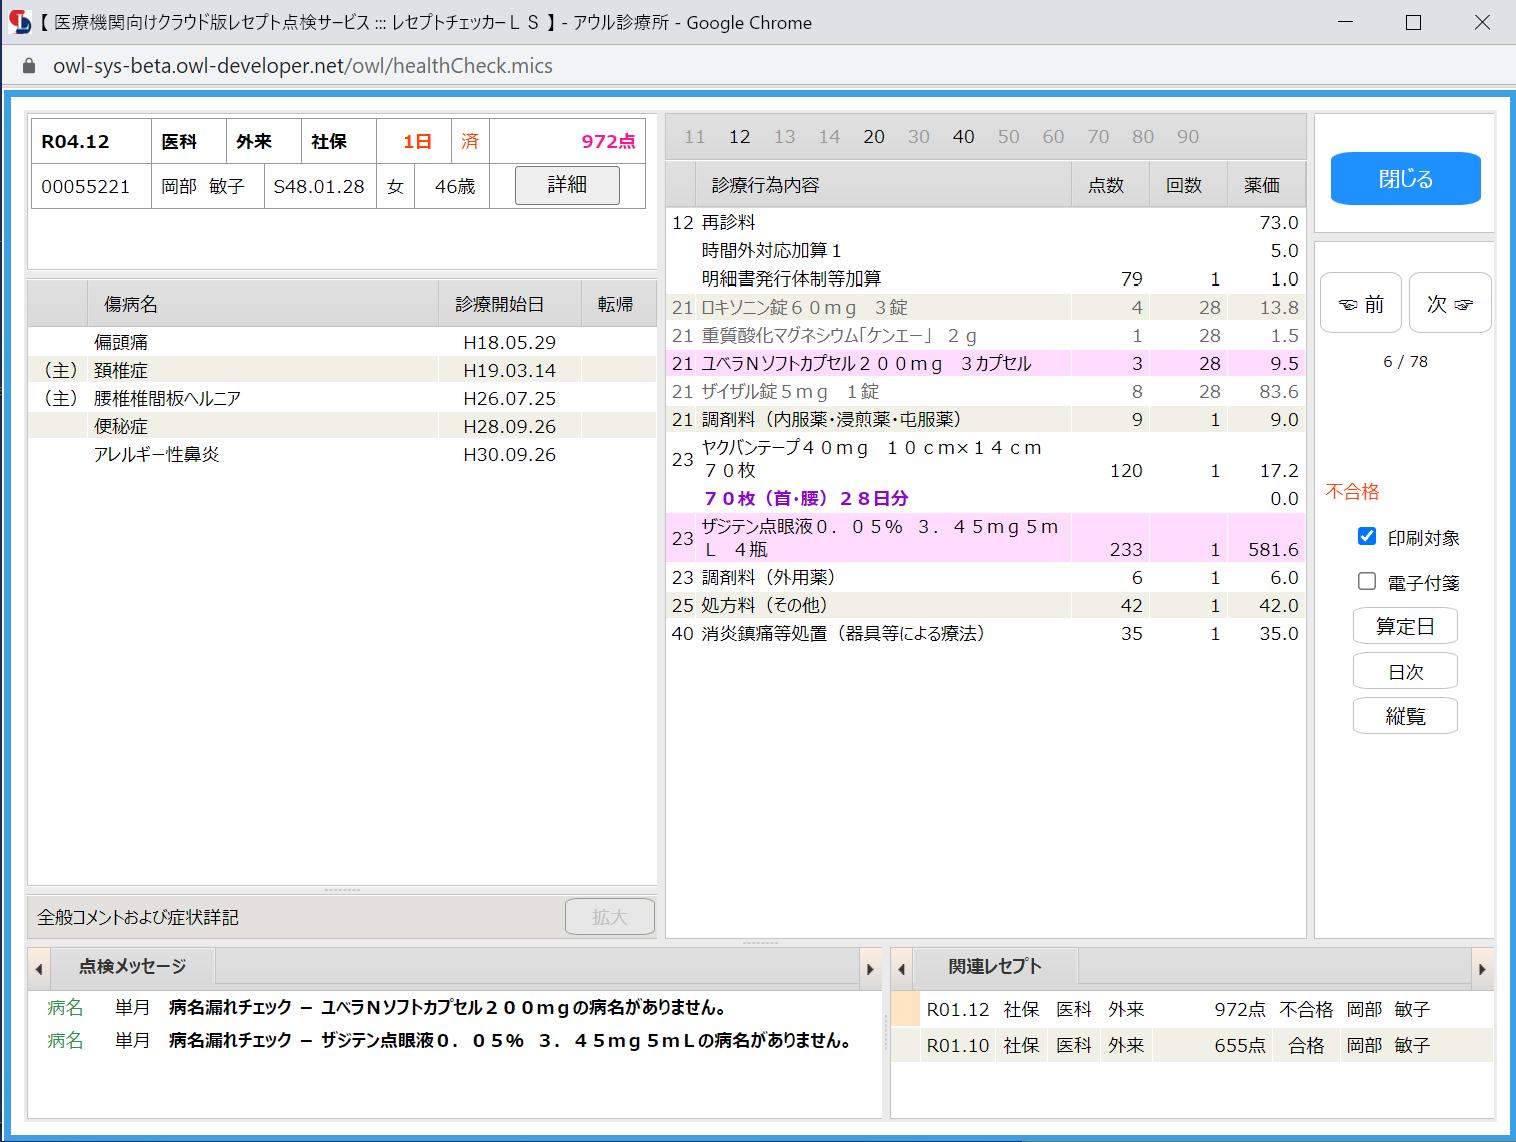 【 医療機関向けクラウド版レセプト点検サービス ::: レセプトチェッカーＬＳ 】 - アウル診療所 - Google Chrome
owl-sys-beta.owl-developer.net/owl/healthCheck.mics
R04.12 医科 外来 社保 1日 済 972点
00055221 岡部 敏子 S48.01.28 女 46歳 詳細
傷病名 診療開始日 転帰
偏頭痛 H18.05.29
（主） 頚椎症 H19.03.14
（主） 腰椎椎間板ヘルニア H26.07.25
便秘症 H28.09.26
アレルギー性鼻炎 H30.09.26
全般コメントおよび症状詳記 拡大
11 12 13 14 20 30 40 50 60 70 80 90
診療行為内容 点数 回数 薬価
12 再診料 73.0
時間外対応加算１ 5.0
明細書発行体制等加算 79 1 1.0
21 ロキソニン錠６０ｍｇ　３錠 4 28 13.8
21 重質酸化マグネシウム「ケンエー」　２ｇ 1 28 1.5
21 ユベラＮソフトカプセル２００ｍｇ　３カプセル 3 28 9.5
21 ザイザル錠５ｍｇ　１錠 8 28 83.6
21 調剤料（内服薬・浸煎薬・屯服薬） 9 1 9.0
23 ヤクバンテープ４０ｍｇ　１０ｃｍ×１４ｃｍ
７０枚 120 1 17.2
７０枚（首・腰）２８日分 0.0
23 ザジテン点眼液０．０５％　３．４５ｍｇ５ｍ
Ｌ　４瓶 233 1 581.6
23 調剤料（外用薬） 6 1 6.0
25 処方料（その他） 42 1 42.0
40 消炎鎮痛等処置（器具等による療法） 35 1 35.0
閉じる
☜ 前 次 ☞
6 / 78
不合格
印刷対象
電子付箋
算定日
日次
縦覧
点検メッセージ
病名 単月 病名漏れチェック － ユベラＮソフトカプセル２００ｍｇの病名がありません。
病名 単月 病名漏れチェック － ザジテン点眼液０．０５％　３．４５ｍｇ５ｍＬの病名がありません。
関連レセプト
R01.12 社保 医科 外来 972点 不合格 岡部 敏子
R01.10 社保 医科 外来 655点 合格 岡部 敏子